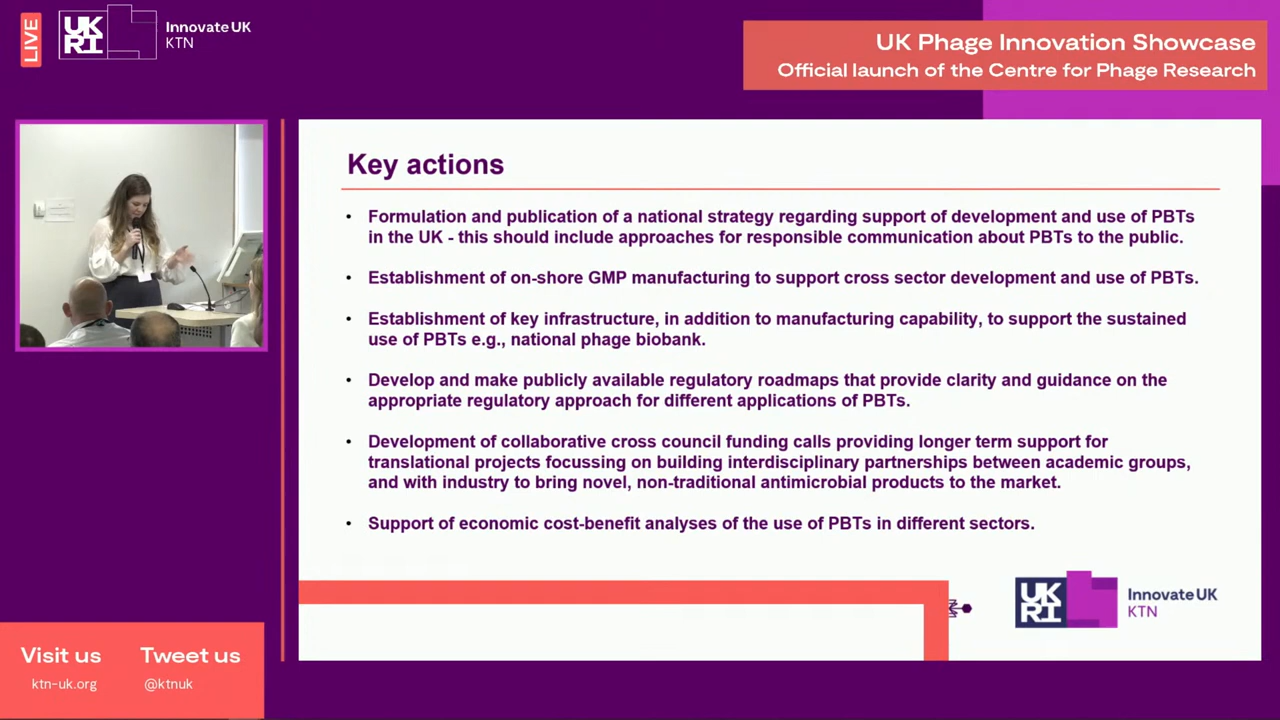 LIVE
UK
RI
Innovate UK
KTN
UK Phage Innovation Showcase
Official launch of the Centre for Phage Research
Key actions
• Formulation and publication of a national strategy regarding support of development and use of PBTs
in the UK - this should include approaches for responsible communication about PBTs to the public.
• Establishment of on-shore GMP manufacturing to support cross sector development and use of PBTs.
• Establishment of key infrastructure, in addition to manufacturing capability, to support the sustained
use of PBTs e.g., national phage biobank.
• Develop and make publicly available regulatory roadmaps that provide clarity and guidance on the
appropriate regulatory approach for different applications of PBTs.
• Development of collaborative cross council funding calls providing longer term support for
translational projects focussing on building interdisciplinary partnerships between academic groups,
and with industry to bring novel, non-traditional antimicrobial products to the market.
• Support of economic cost-benefit analyses of the use of PBTs in different sectors.
UK
RI
Innovate UK
KTN
Visit us
ktn-uk.org
Tweet us
@ktnuk